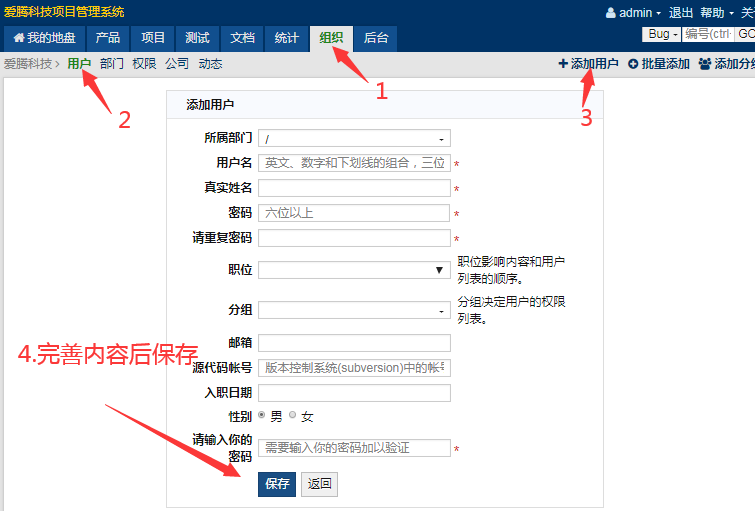 爱腾科技项目管理系统
admin 退出 帮助 关
我的地盘 产品 项目 测试 文档 统计 组织 后台
Bug 编号(ctrl GO
爱腾科技 用户 部门 权限 公司 动态
添加用户 批量添加 添加分组
1
2
3
添加用户
所属部门 /
用户名 英文、数字和下划线的组合，三位 *
真实姓名 *
密码 六位以上 *
请重复密码 *
职位 职位影响内容和用户
列表的顺序。
分组 分组决定用户的权限
列表。
邮箱
4.完善内容后保存
源代码帐号 版本控制系统(subversion)中的帐号
入职日期
性别 男 女
请输入你的
密码 需要输入你的密码加以验证 *
保存 返回